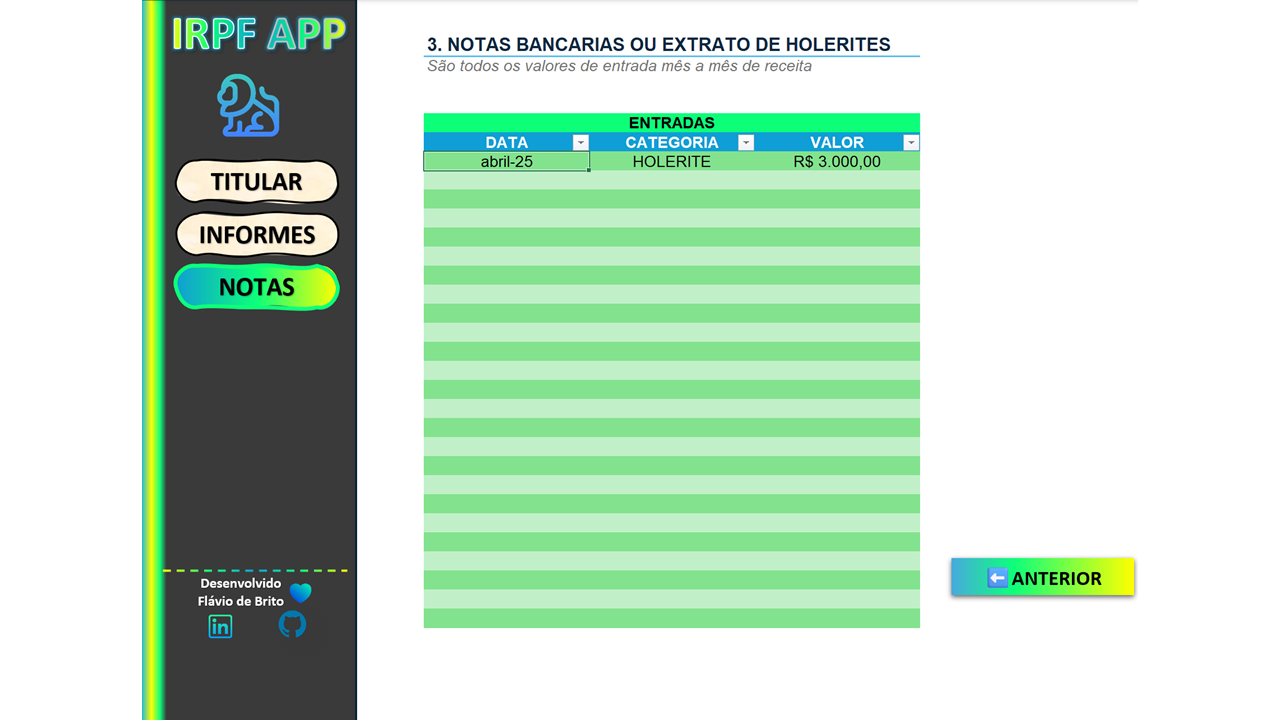 IRPF APP
TITULAR
INFORMES
NOTAS
Desenvolvido
Flávio de Brito
in
3. NOTAS BANCARIAS OU EXTRATO DE HOLERITES
São todos os valores de entrada mês a mês de receita
ENTRADAS
DATA CATEGORIA VALOR
abril-25 HOLERITE R$ 3.000,00
ANTERIOR